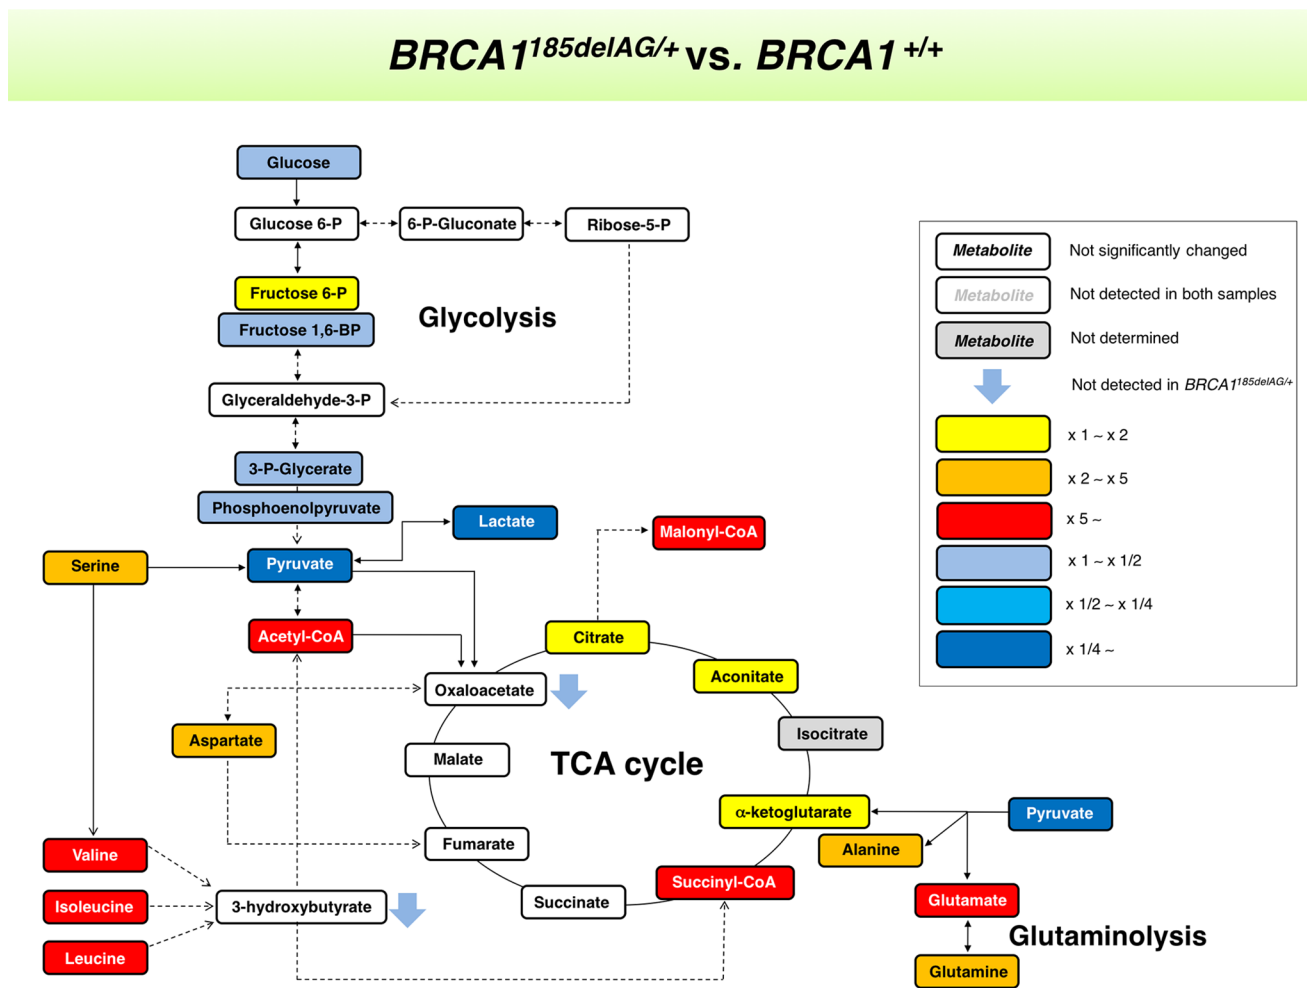 BRCA1185delAG/+ vs. BRCA1 +/+
Glucose
Glucose 6-P
6-P-Gluconate
Ribose-5-P
Fructose 6-P
Fructose 1,6-BP
Glycolysis
Glyceraldehyde-3-P
3-P-Glycerate
Phosphoenolpyruvate
Lactate
Malonyl-CoA
Serine
Pyruvate
Acetyl-CoA
Citrate
Aconitate
Oxaloacetate
Isocitrate
Aspartate
Malate
TCA cycle
α-ketoglutarate
Pyruvate
Fumarate
Alanine
Valine
Succinyl-CoA
Succinate
Glutamate
Isoleucine
3-hydroxybutyrate
Glutaminolysis
Leucine
Glutamine
Metabolite Not significantly changed
Metabolite Not detected in both samples
Metabolite Not determined
Not detected in BRCA1185delAG/+
x 1 ~ x 2
x 2 ~ x 5
x 5 ~
x 1 ~ x 1/2
x 1/2 ~ x 1/4
x 1/4 ~